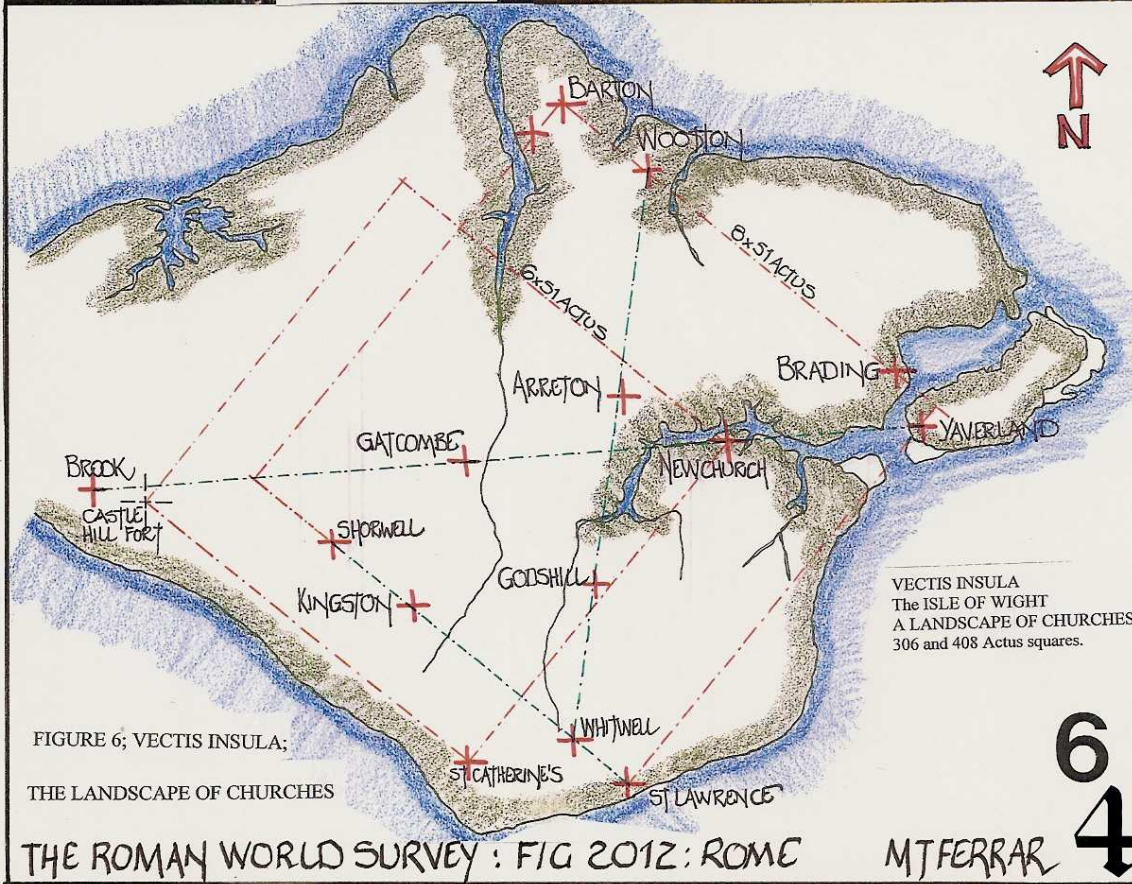 BARTON
WOOTTON
N
8x51 ACTUS
6x51 ACTUS
BRADING
ARRETON
YAVERLAND
GATCOMBE
NEWCHURCH
BROOK
CASTLE
HILL FORT
SHORWELL
GODSHILL
KINGSTON
VECTIS INSULA
The ISLE OF WIGHT
A LANDSCAPE OF CHURCHES
306 and 408 Actus squares.
WHITWELL
FIGURE 6; VECTIS INSULA;
ST CATHERINE'S
THE LANDSCAPE OF CHURCHES
ST LAWRENCE
6
4
THE ROMAN WORLD SURVEY : FIG 2012: ROME
MJFERRAR